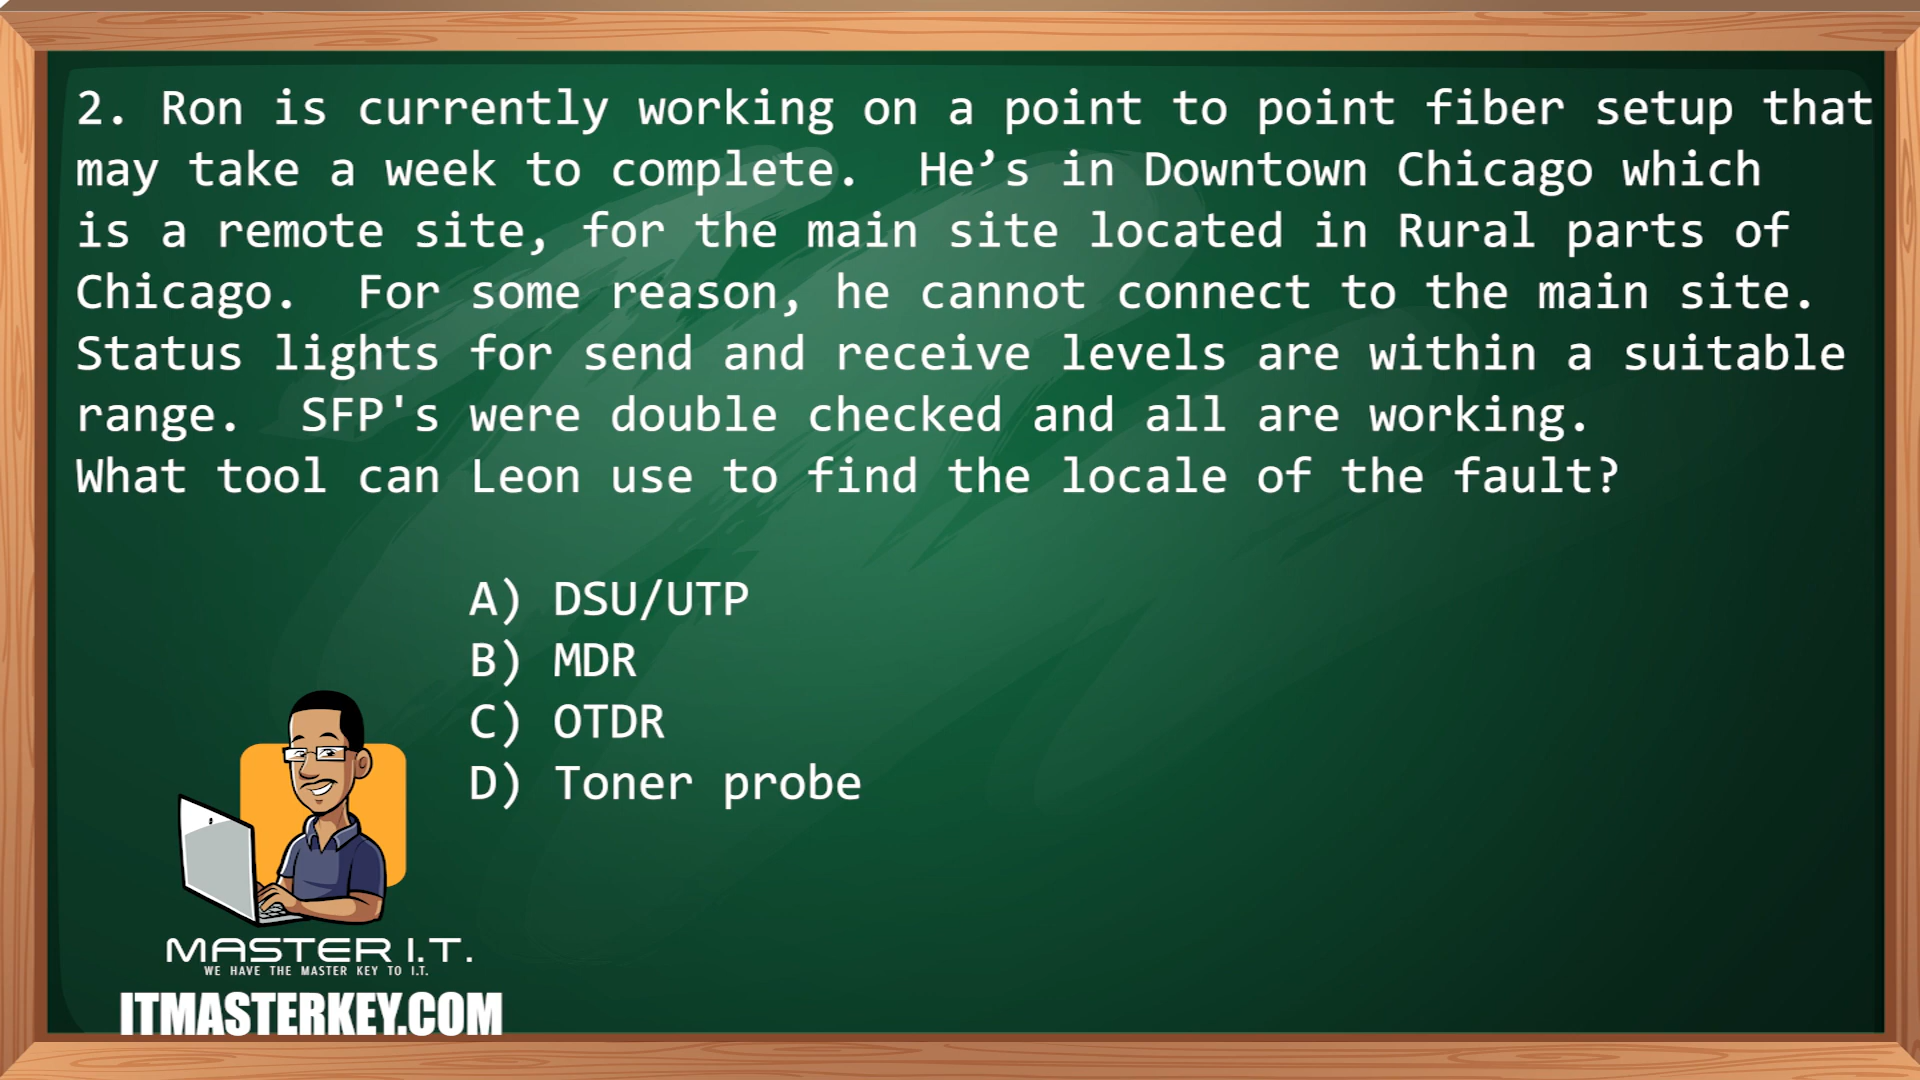 2. Ron is currently working on a point to point fiber setup that
may take a week to complete.  He’s in Downtown Chicago which
is a remote site, for the main site located in Rural parts of
Chicago.  For some reason, he cannot connect to the main site.
Status lights for send and receive levels are within a suitable
range.  SFP's were double checked and all are working.
What tool can Leon use to find the locale of the fault?
A) DSU/UTP
B) MDR
C) OTDR
D) Toner probe
MASTER I.T.
WE HAVE THE MASTER KEY TO I.T.
ITMASTERKEY.COM